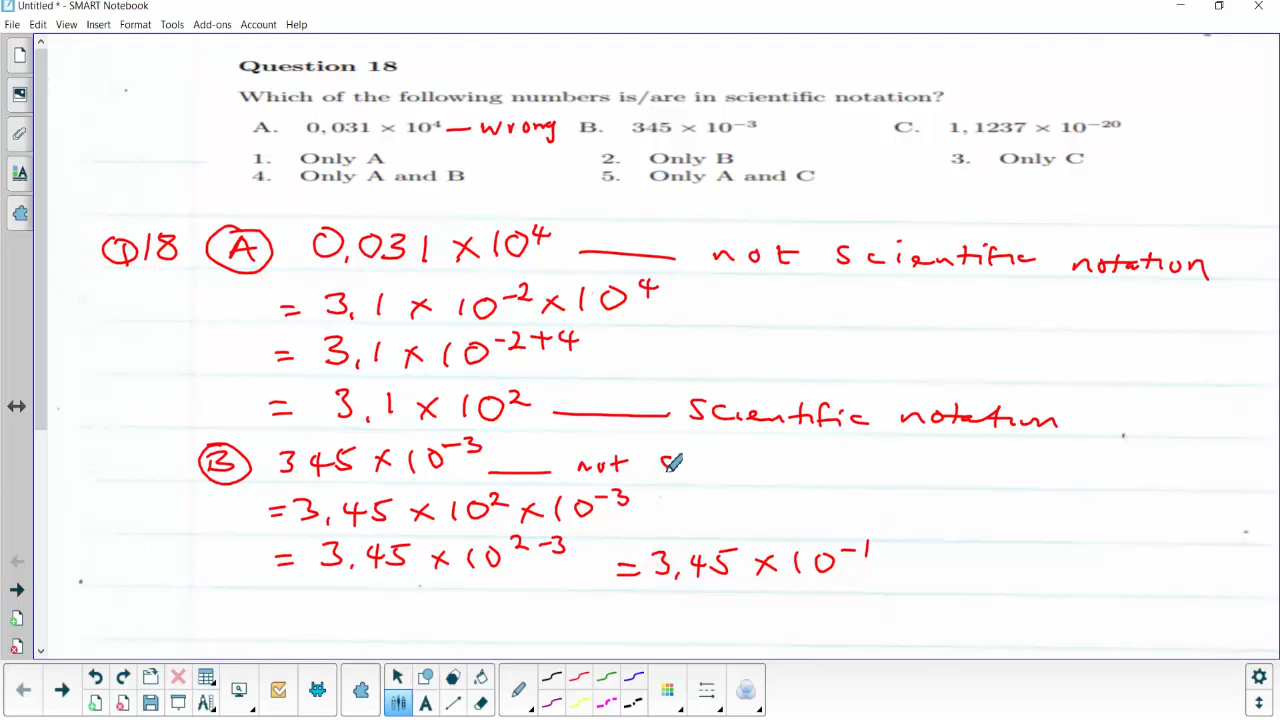 Untitled * - SMART Notebook
File Edit View Insert Format Tools Add-ons Account Help
Question 18
Which of the following numbers is/are in scientific notation?
A. 0,031 × 10⁴ — wrong B. 345 × 10⁻³ C. 1,1237 × 10⁻²⁰
1. Only A 2. Only B 3. Only C
4. Only A and B 5. Only A and C
Q18 A 0,031 × 10⁴ —— not scientific notation
= 3,1 × 10⁻² × 10⁴
= 3,1 × 10⁻²⁺⁴
= 3,1 × 10² —— scientific notation
B 345 × 10⁻³ — not s
= 3,45 × 10² × 10⁻³
= 3,45 × 10²⁻³ = 3,45 × 10⁻¹